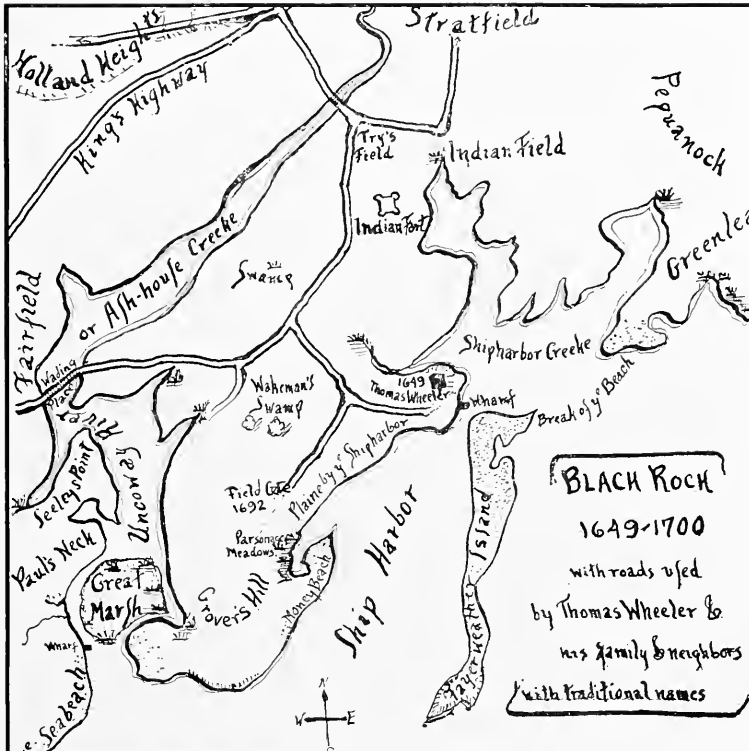 Stratfield
Holland Heights
King's Highway
Pequanock
Try's
Field
Indian Field
Indian Fort
Greenlea
or Ash-house Creeke
Swamp
Fairfield
Wading
Place
Shipharbor Creeke
1649
Thomas Wheeler
Wharf
Break of yᵉ Beach
Wakeman's
Swamp
Uncoway River
Seeley's Point
Plaine by yᵉ Shipharbor
Field Gate
1692
Paul's Neck
Parsonage
Meadows
Great
Marsh
Grover's Hill
Money Beach
Ship Harbor
Fayerweather Island
Wharf
Seabeach
BLACK ROCK
1649-1700
with roads used
by Thomas Wheeler &
his family & neighbors
with traditional names
N
W E